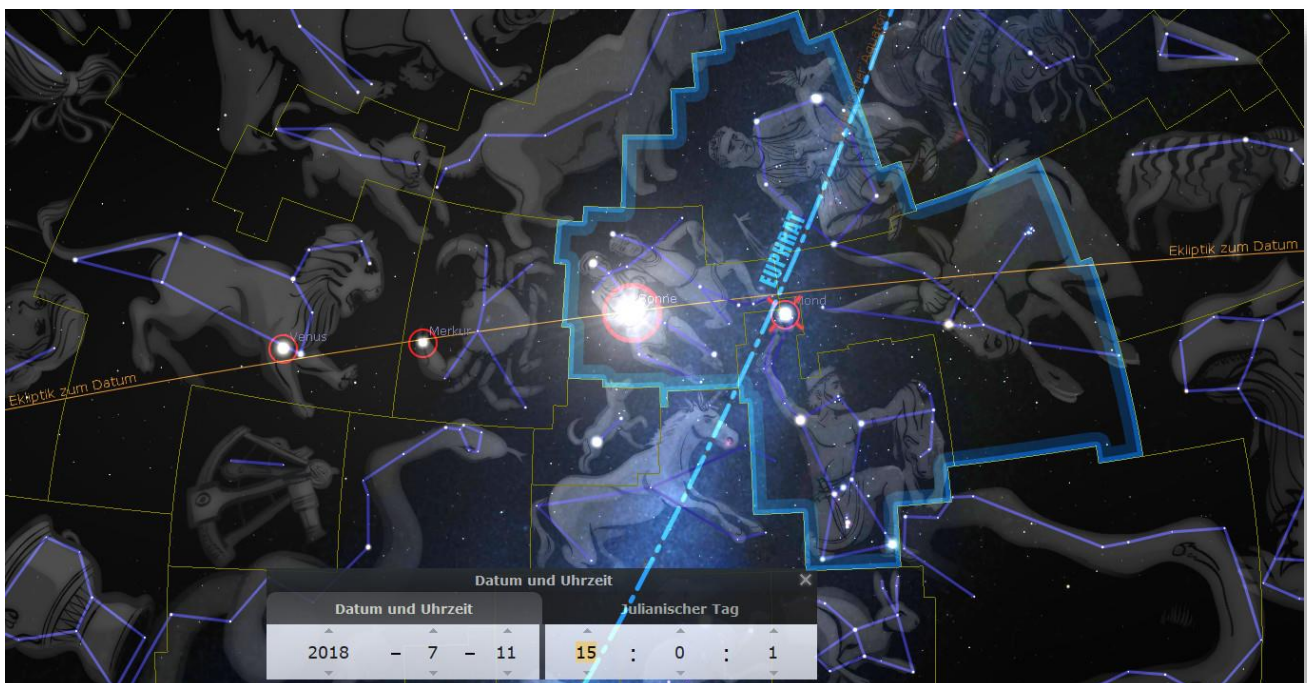 Ekliptik zum Datum
EUPHRAT
Sonne
Mond
Merkur
Venus
Ekliptik zum Datum
Datum und Uhrzeit
Datum und Uhrzeit
Julianischer Tag
2018 - 7 - 11 15 : 0 : 1